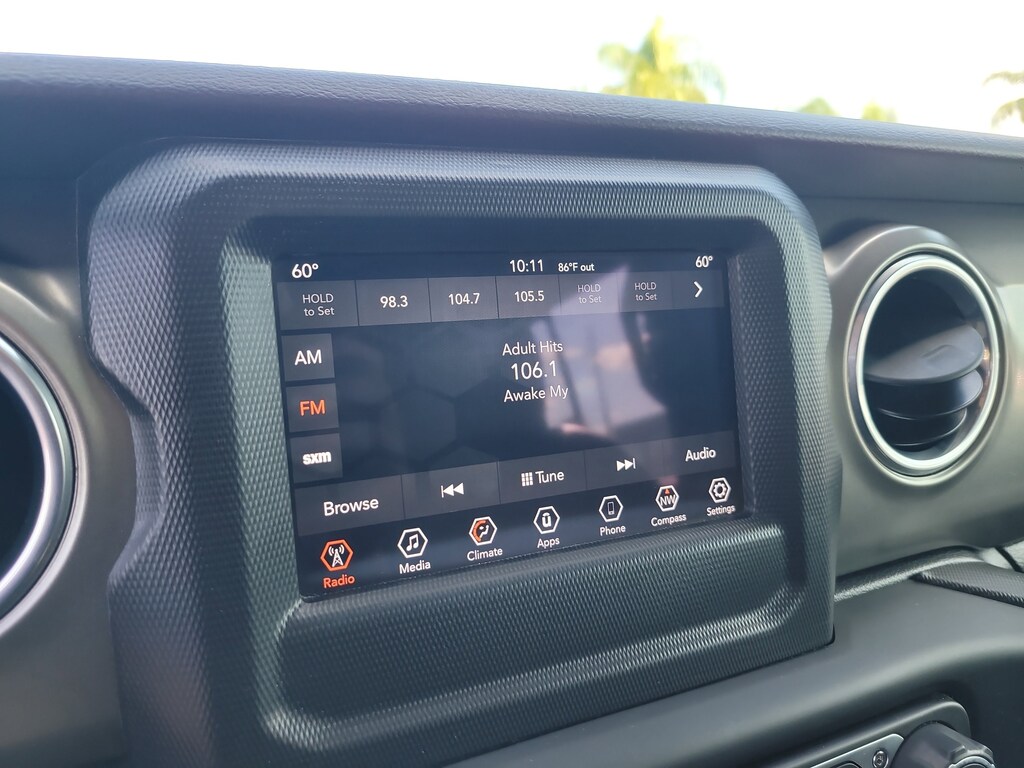 60° 10:11 86°F out 60°
HOLD
to Set
98.3
104.7
105.5
HOLD
to Set
HOLD
to Set
AM
FM
sxm
Adult Hits
106.1
Awake My
Browse
Tune
Audio
Radio
Media
Climate
ū
Apps
Phone
NW
Compass
Settings